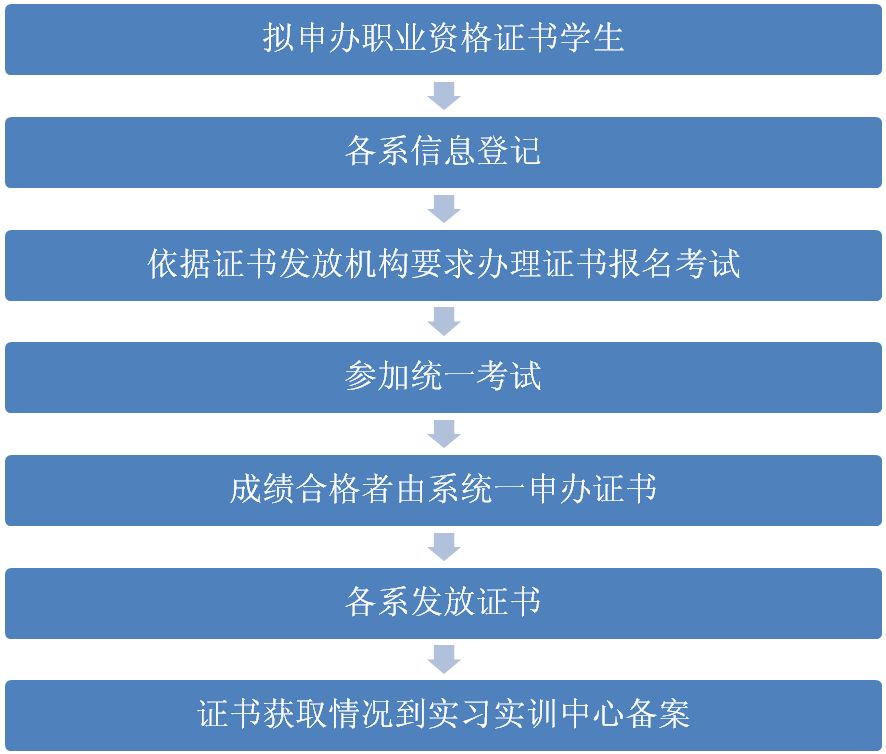 拟申办职业资格证书学生
各系信息登记
依据证书发放机构要求办理证书报名考试
参加统一考试
成绩合格者由系统一申办证书
各系发放证书
证书获取情况到实习实训中心备案